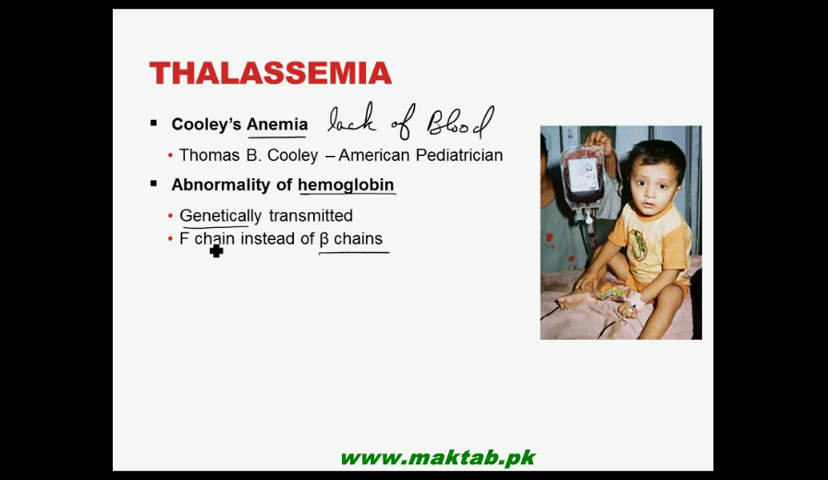 THALASSEMIA
▪ Cooley's Anemia lack of Blood
• Thomas B. Cooley – American Pediatrician
▪ Abnormality of hemoglobin
• Genetically transmitted
• F chain instead of β chains
www.maktab.pk